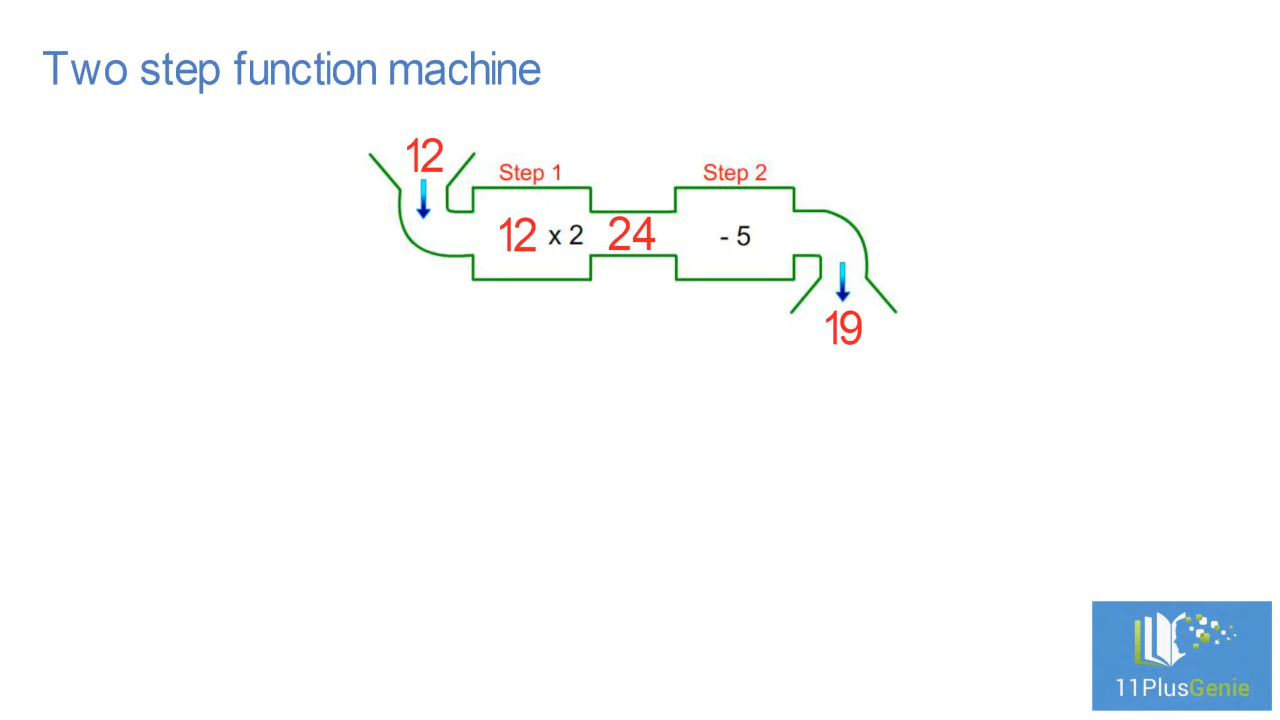 Two step function machine
12
Step 1
Step 2
12 x 2
24
- 5
19
11PlusGenie